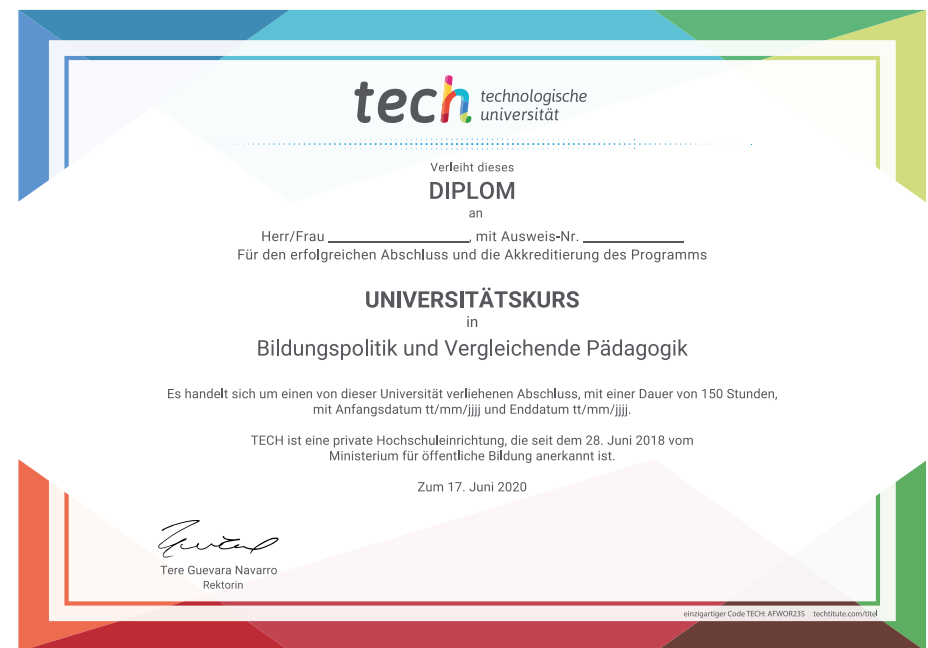 tech technologische
universität
Verleiht dieses
DIPLOM
an
Herr/Frau ____________________, mit Ausweis-Nr. ______________
Für den erfolgreichen Abschluss und die Akkreditierung des Programms
UNIVERSITÄTSKURS
in
Bildungspolitik und Vergleichende Pädagogik
Es handelt sich um einen von dieser Universität verliehenen Abschluss, mit einer Dauer von 150 Stunden,
mit Anfangsdatum tt/mm/jjjj und Enddatum tt/mm/jjjj.
TECH ist eine private Hochschuleinrichtung, die seit dem 28. Juni 2018 vom
Ministerium für öffentliche Bildung anerkannt ist.
Zum 17. Juni 2020
Tere Guevara Navarro
Rektorin
einzigartiger Code TECH: AFWOR23S techtitute.com/titel